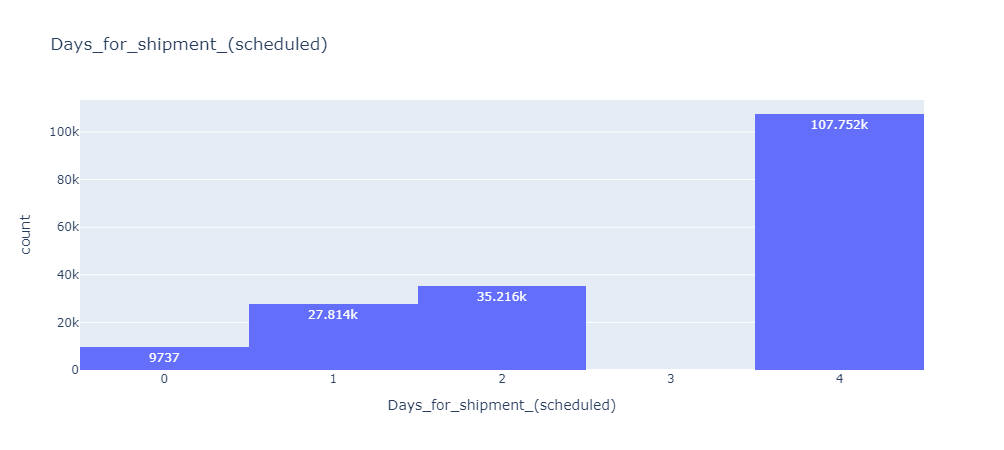 Days_for_shipment_(scheduled)
107.752k
100k
80k
60k
count
40k
35.216k
27.814k
20k
9737
0
0 1 2 3 4
Days_for_shipment_(scheduled)